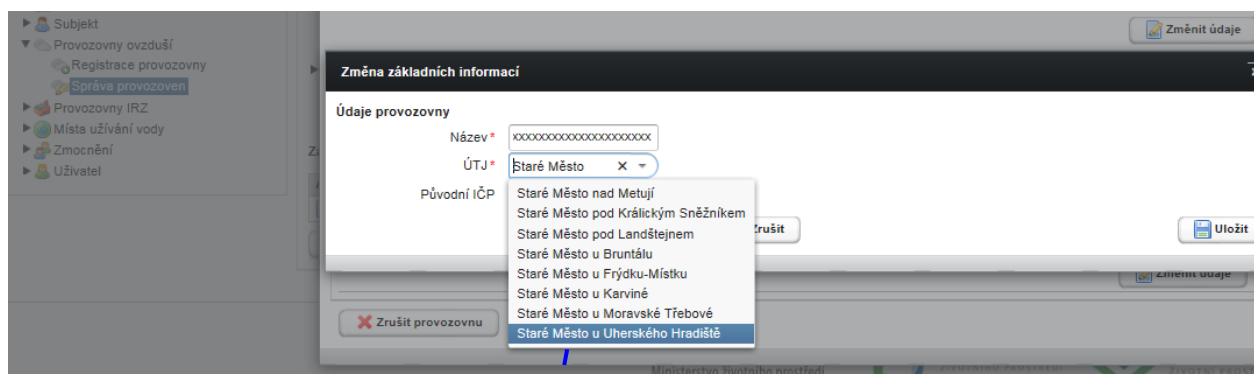 Subjekt
Provozovny ovzduší
Registrace provozovny
Správa provozoven
Provozovny IRZ
Místa užívání vody
Zmocnění
Uživatel
Změnit údaje
Změna základních informací
Údaje provozovny
Název*
xxxxxxxxxxxxxxxxxxxxx
ÚTJ*
Staré Město
Původní IČP
Staré Město nad Metují
Staré Město pod Králickým Sněžníkem
Staré Město pod Landštejnem
Staré Město u Bruntálu
Staré Město u Frýdku-Místku
Staré Město u Karviné
Staré Město u Moravské Třebové
Staré Město u Uherského Hradiště
Zrušit
Uložit
Změnit údaje
Zrušit provozovnu
Ministerstvo životního prostředí